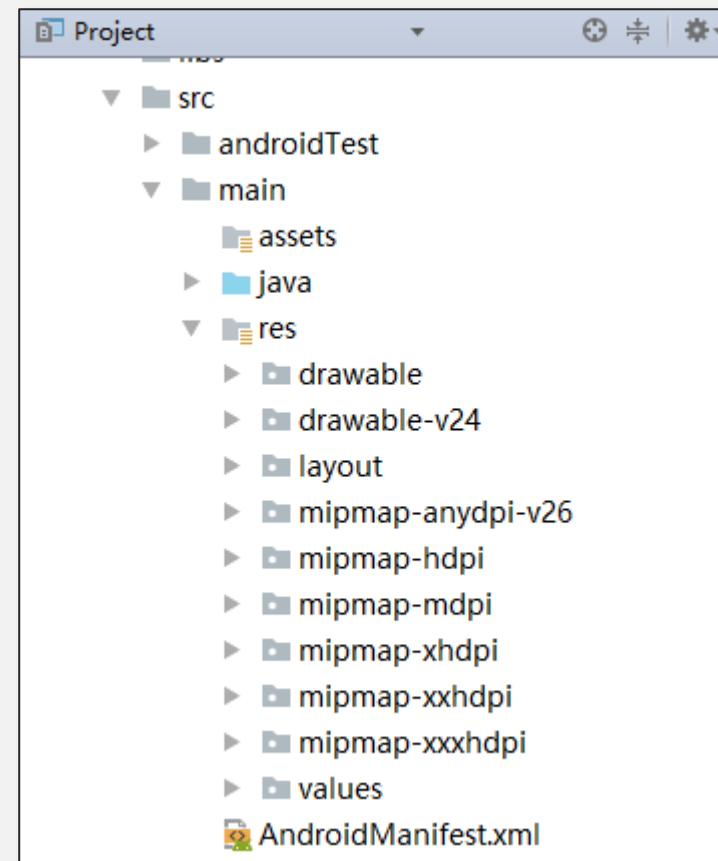 Project
src
androidTest
main
assets
java
res
drawable
drawable-v24
layout
mipmap-anydpi-v26
mipmap-hdpi
mipmap-mdpi
mipmap-xhdpi
mipmap-xxhdpi
mipmap-xxxhdpi
values
AndroidManifest.xml